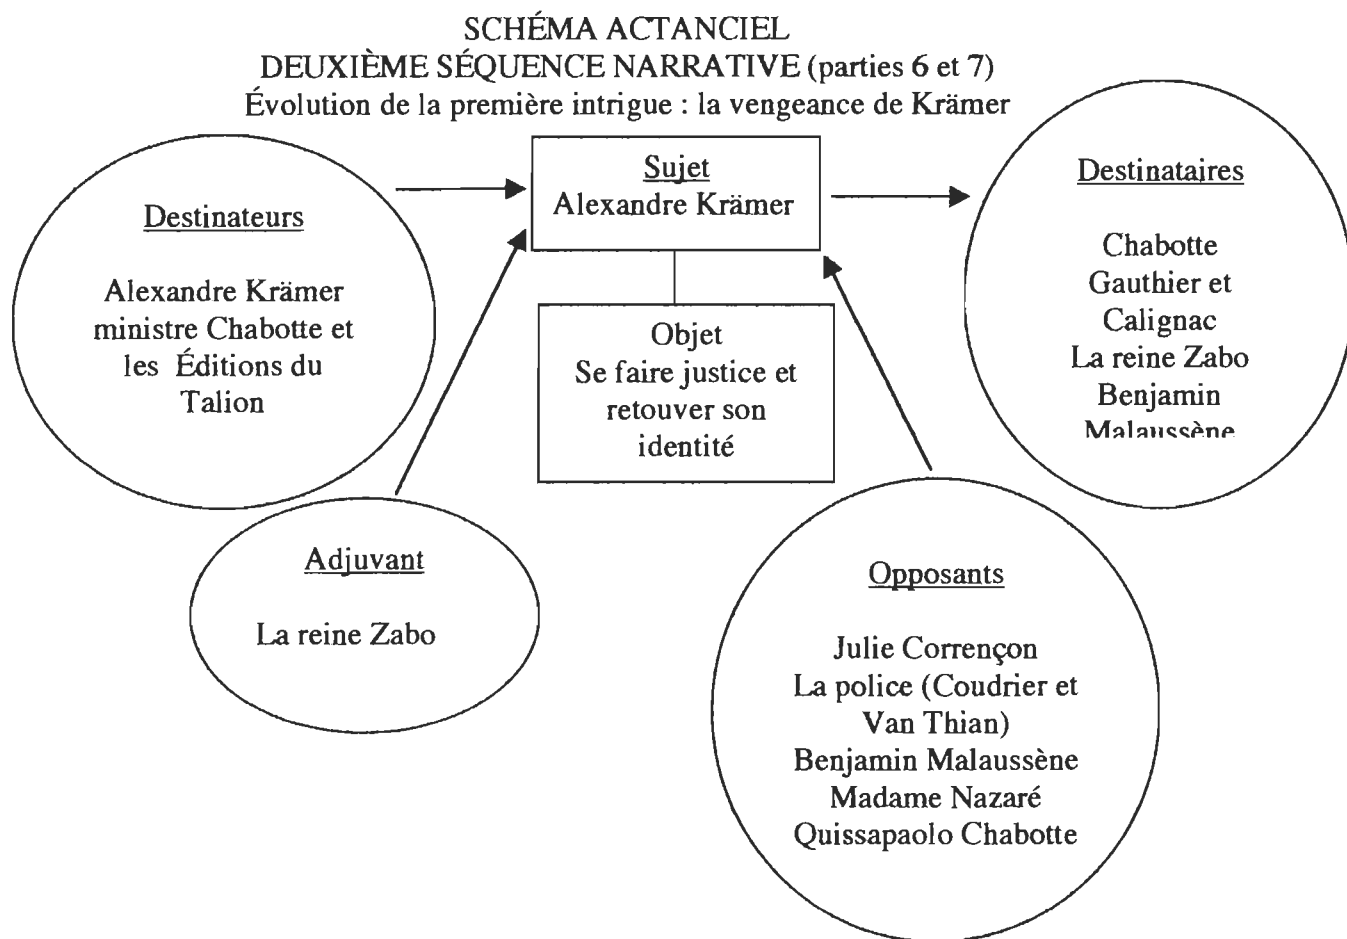 SCHÉMA ACTANCIEL
DEUXIÈME SÉQUENCE NARRATIVE (parties 6 et 7)
Évolution de la première intrigue : la vengeance de Krämer
Destinateurs
Alexandre Krämer
ministre Chabotte et
les Éditions du
Talion
Sujet
Alexandre Krämer
Objet
Se faire justice et
retouver son
identité
Destinataires
Chabotte
Gauthier et
Calignac
La reine Zabo
Benjamin
Malaussène
Adjuvant
La reine Zabo
Opposants
Julie Corrençon
La police (Coudrier et
Van Thian)
Benjamin Malaussène
Madame Nazaré
Quissapaolo Chabotte